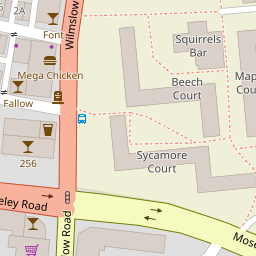 2A
Wilmslow
Squirrels
Bar
Font
Mega Chicken
Beech
Court
Map
Cou
Fallow
256
Sycamore
Court
eley Road
ow Road
Mose